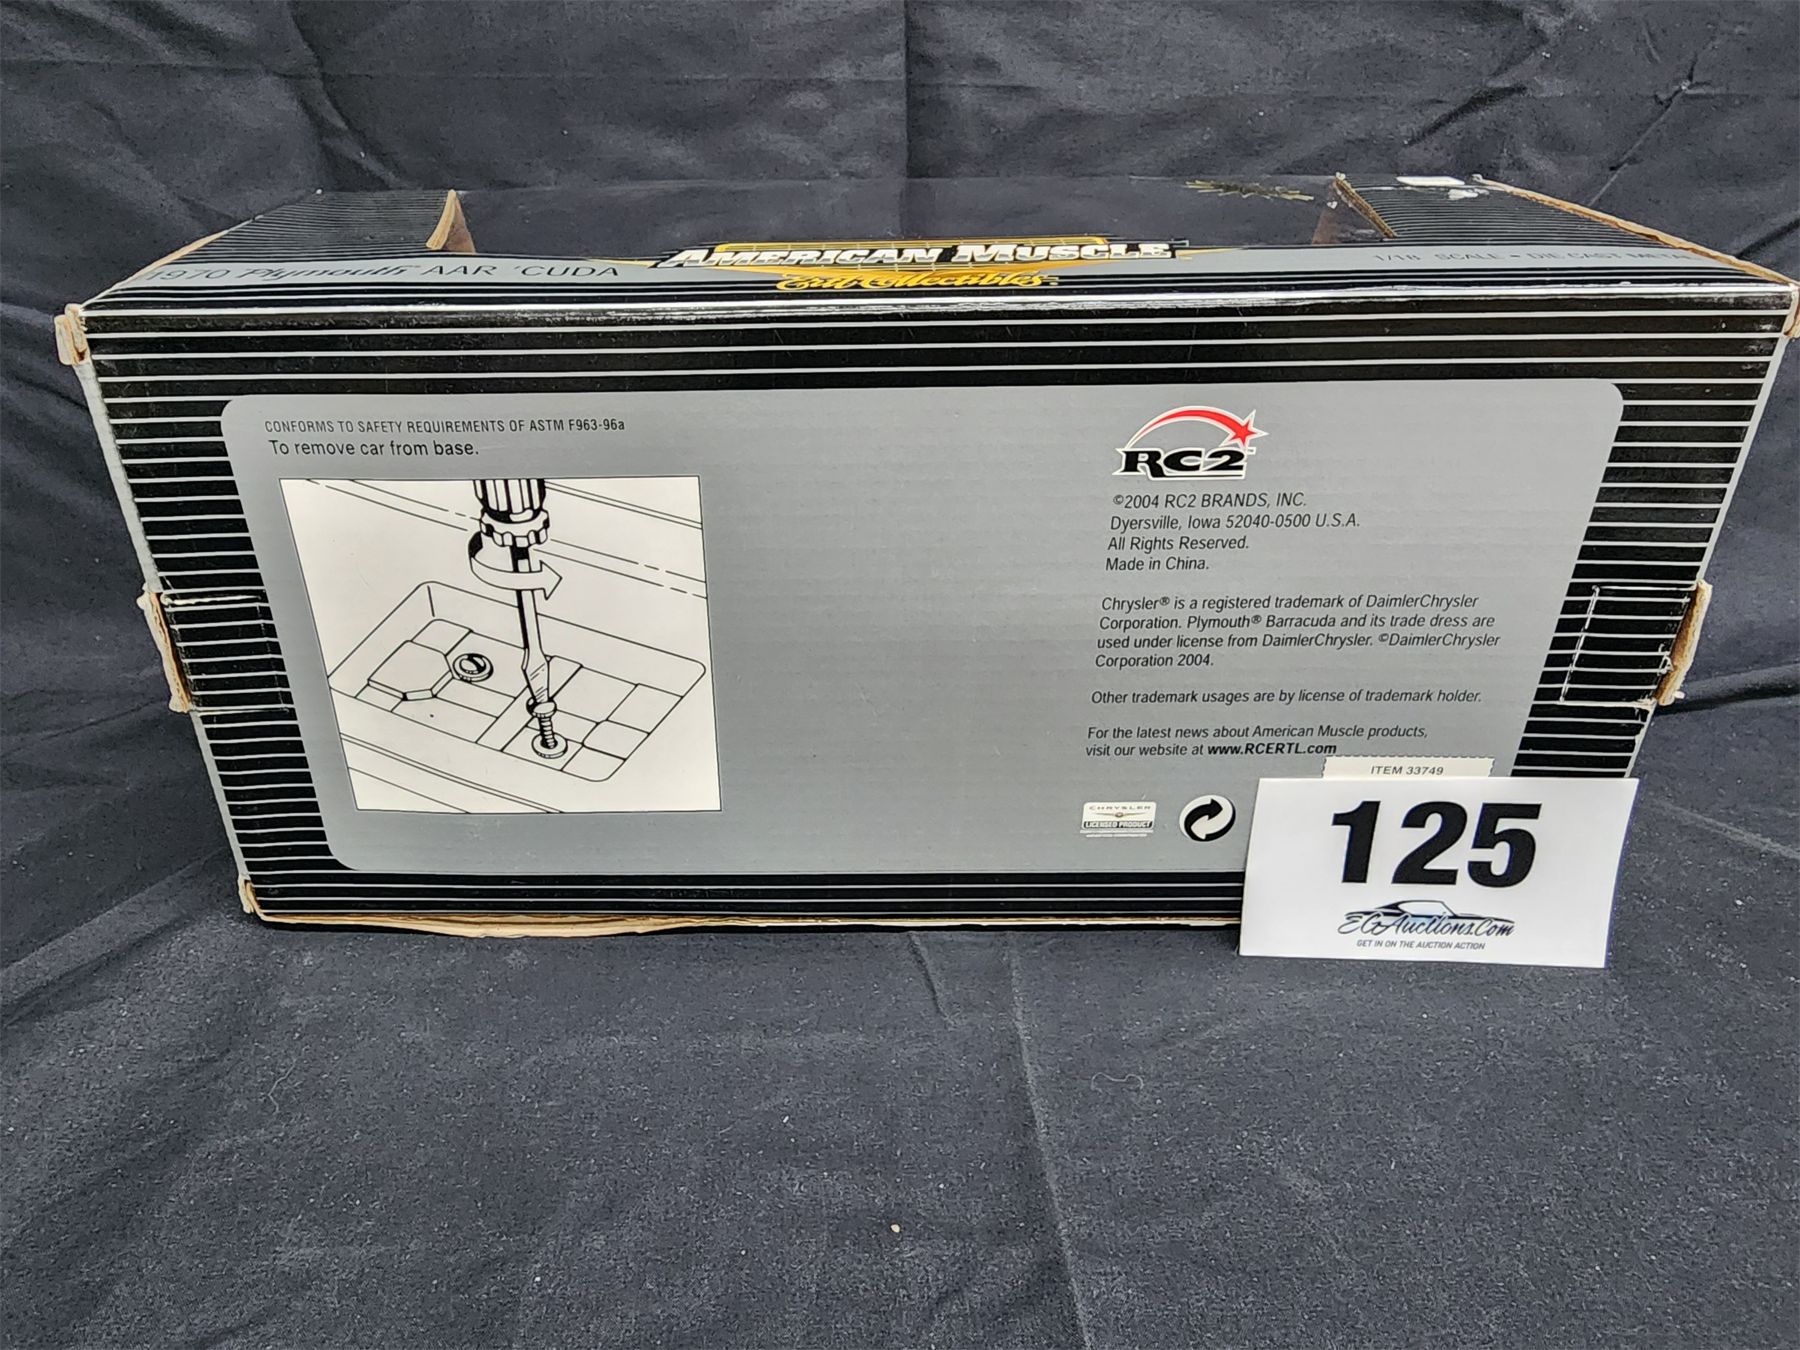 1970 Plymouth AAR 'CUDA
AMERICAN MUSCLE
Ertl Collectibles
1/18 SCALE - DIE CAST METAL
CONFORMS TO SAFETY REQUIREMENTS OF ASTM F963-96a
To remove car from base.
RC2
©2004 RC2 BRANDS, INC.
Dyersville, Iowa 52040-0500 U.S.A.
All Rights Reserved.
Made in China.
Chrysler® is a registered trademark of DaimlerChrysler
Corporation. Plymouth® Barracuda and its trade dress are
used under license from DaimlerChrysler. ©DaimlerChrysler
Corporation 2004.
Other trademark usages are by license of trademark holder.
For the latest news about American Muscle products,
visit our website at www.RCERTL.com
ITEM 33749
CHRYSLER
LICENSED PRODUCT
125
EGAuctions.Com
GET IN ON THE AUCTION ACTION